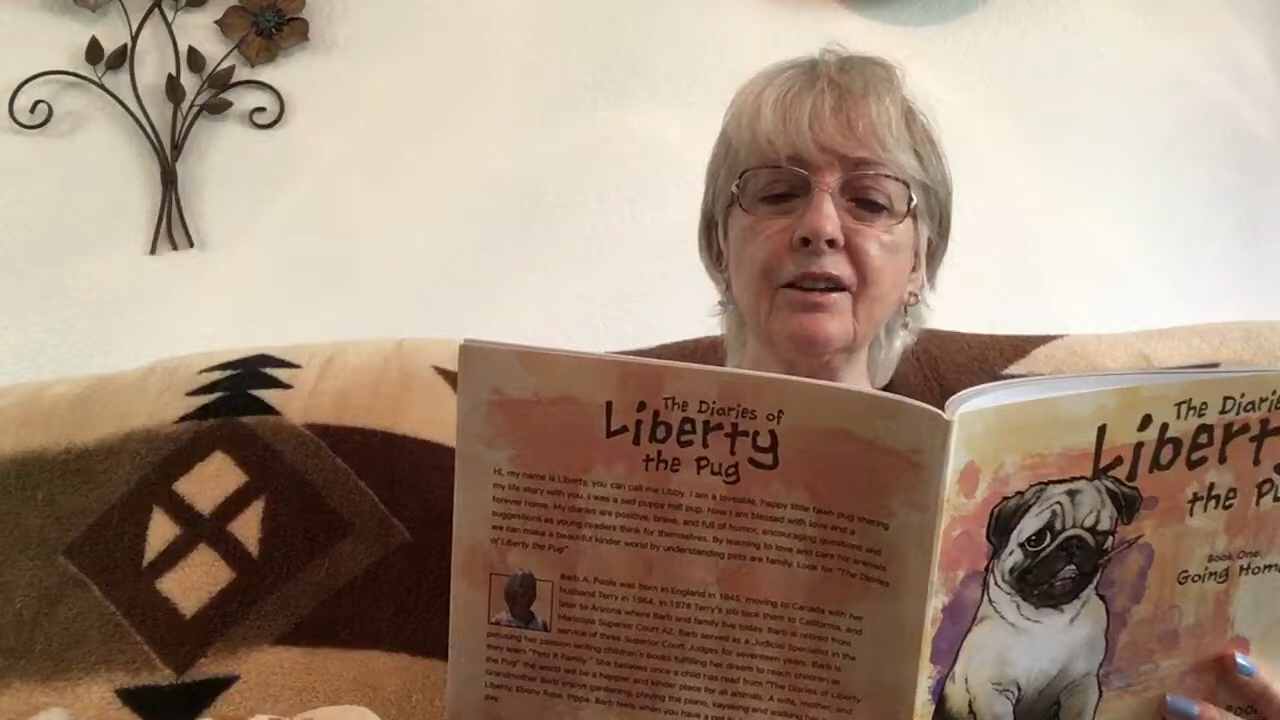 The Diaries of
Liberty
the Pug
Hi, my name is Liberty, you can call me Libby. I am a loveable, happy little fawn pug sharing
my life story with you. I was a sad puppy mill pup. Now I am blessed with love and a
forever home. My diaries are positive, brave, and full of humor, encouraging questions and
suggestions as young readers think for themselves. By learning to love and care for animals
we can make a beautiful kinder world by understanding pets are family. Look for "The Diaries
of Liberty the Pug"
Barb A. Poole was born in England in 1945, moving to Canada with her
husband Terry in 1964. In 1978 Terry's job took them to California, and
later to Arizona where Barb and family live today. Barb is retired from
Maricopa Superior Court AZ. Barb served as a Judicial Specialist in the
service of three Superior Court Judges for seventeen years. Barb is
perusing her passion writing children's books fulfilling her dream to reach children as
they learn "Pets R Family." She believes once a child has read from "The Diaries of Liberty
the Pug" the world will be a happier and kinder place for all animals. A wife, mother, and
Grandmother Barb enjoys gardening, playing the piano, kayaking and walking her
Liberty, Ebony Rose, Pippa. Barb feels when you have a pet
day.
The Diarie
Liberty
the Pu
Book One:
Going Hom